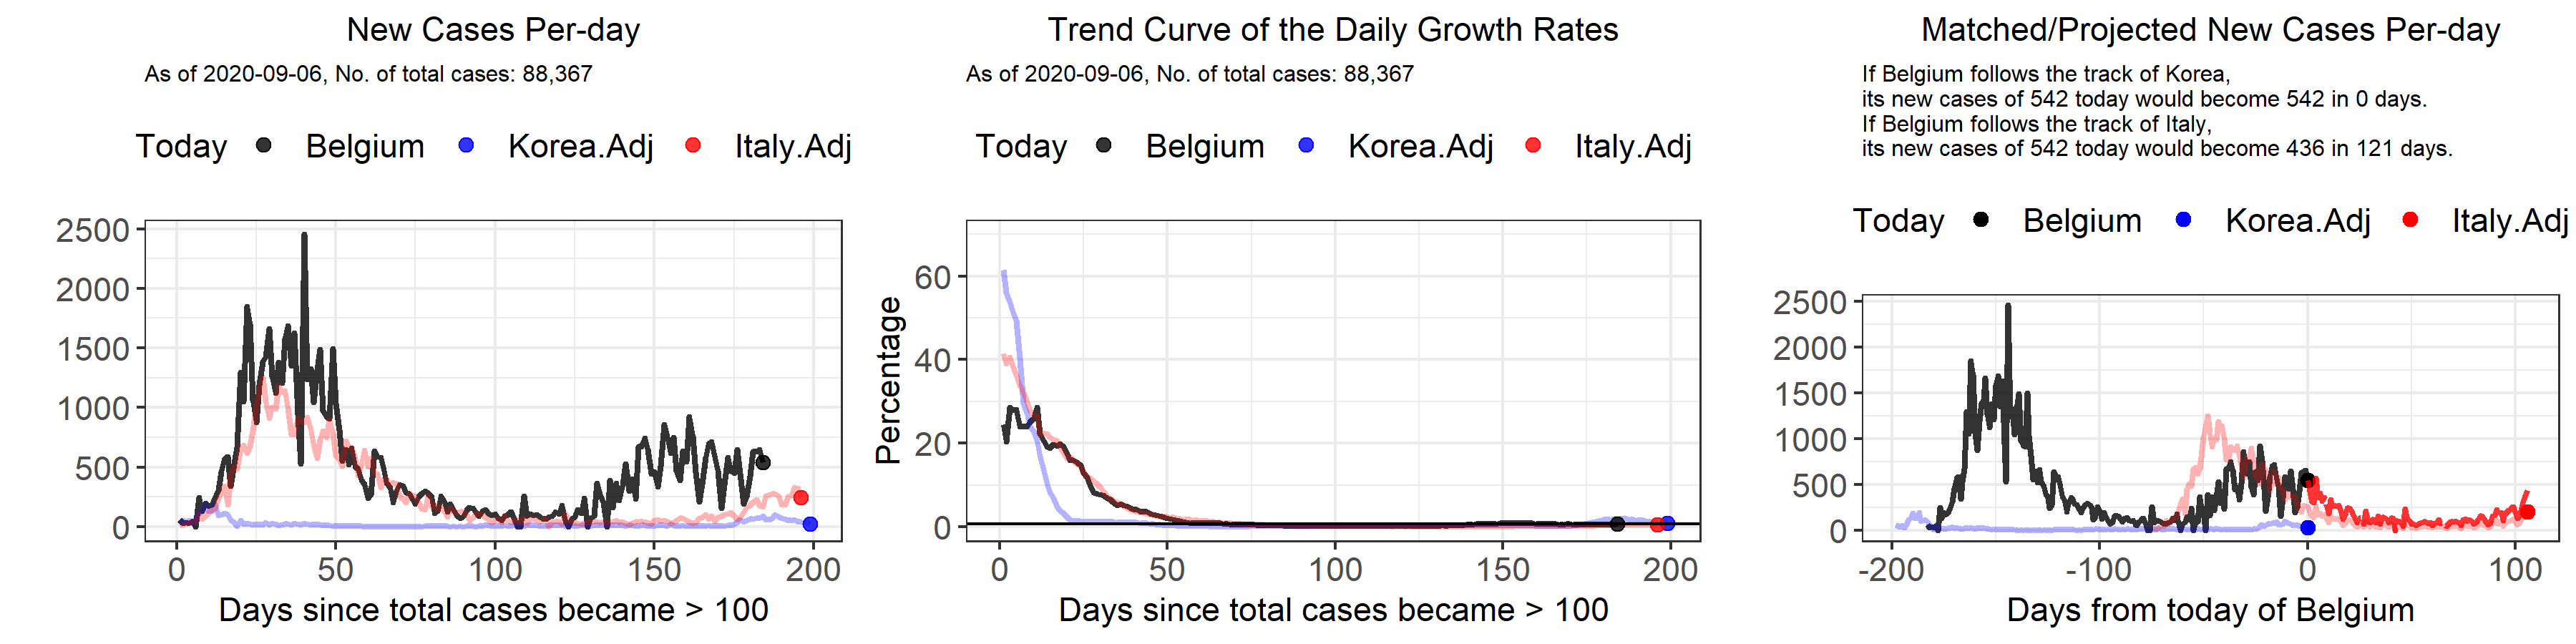 New Cases Per-day
As of 2020-09-06, No. of total cases: 88,367
Today Belgium Korea.Adj Italy.Adj
2500
2000
1500
1000
500
0
0 50 100 150 200
Days since total cases became > 100
Trend Curve of the Daily Growth Rates
As of 2020-09-06, No. of total cases: 88,367
Today Belgium Korea.Adj Italy.Adj
Percentage
60
40
20
0
0 50 100 150 200
Days since total cases became > 100
Matched/Projected New Cases Per-day
If Belgium follows the track of Korea,
its new cases of 542 today would become 542 in 0 days.
If Belgium follows the track of Italy,
its new cases of 542 today would become 436 in 121 days.
Today Belgium Korea.Adj Italy.Adj
2500
2000
1500
1000
500
0
-200 -100 0 100
Days from today of Belgium